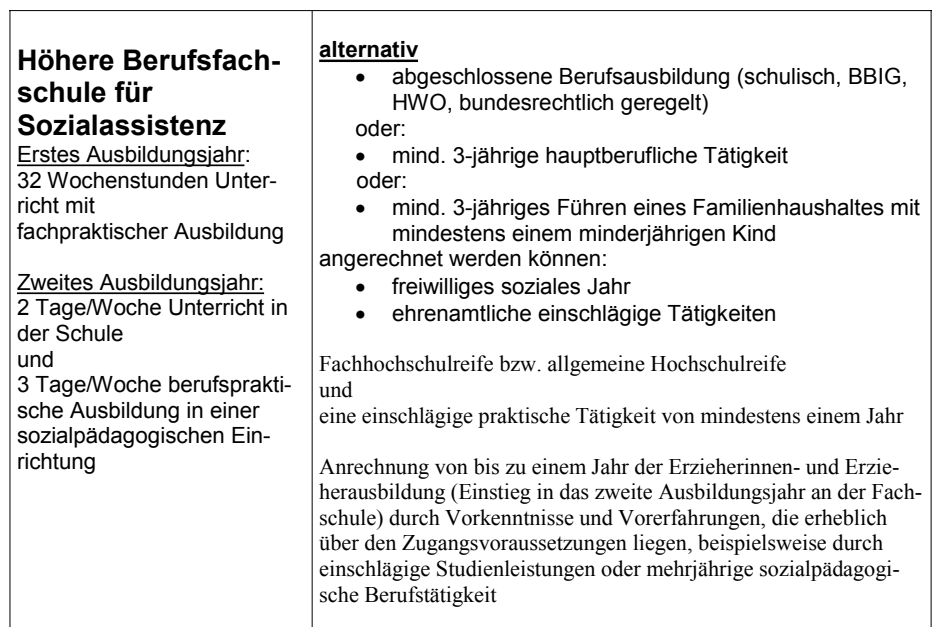 Höhere Berufsfach-
schule für
Sozialassistenz
Erstes Ausbildungsjahr:
32 Wochenstunden Unter-
richt mit
fachpraktischer Ausbildung
Zweites Ausbildungsjahr:
2 Tage/Woche Unterricht in
der Schule
und
3 Tage/Woche berufsprakti-
sche Ausbildung in einer
sozialpädagogischen Ein-
richtung
alternativ
• abgeschlossene Berufsausbildung (schulisch, BBIG,
HWO, bundesrechtlich geregelt)
oder:
• mind. 3-jährige hauptberufliche Tätigkeit
oder:
• mind. 3-jähriges Führen eines Familienhaushaltes mit
mindestens einem minderjährigen Kind
angerechnet werden können:
• freiwilliges soziales Jahr
• ehrenamtliche einschlägige Tätigkeiten
Fachhochschulreife bzw. allgemeine Hochschulreife
und
eine einschlägige praktische Tätigkeit von mindestens einem Jahr
Anrechnung von bis zu einem Jahr der Erzieherinnen- und Erzie-
herausbildung (Einstieg in das zweite Ausbildungsjahr an der Fach-
schule) durch Vorkenntnisse und Vorerfahrungen, die erheblich
über den Zugangsvoraussetzungen liegen, beispielsweise durch
einschlägige Studienleistungen oder mehrjährige sozialpädagogi-
sche Berufstätigkeit